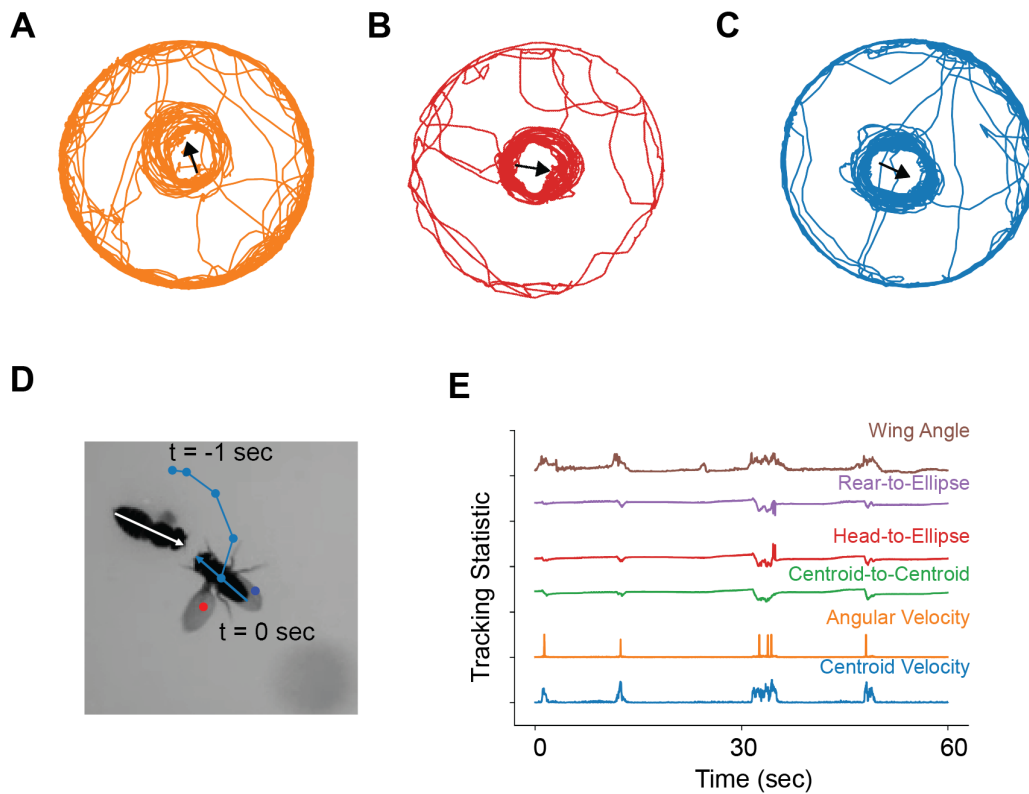 A
B
C
D
t = -1 sec
t = 0 sec
E
Wing Angle
Rear-to-Ellipse
Head-to-Ellipse
Centroid-to-Centroid
Angular Velocity
Centroid Velocity
Tracking Statistic
0
30
60
Time (sec)